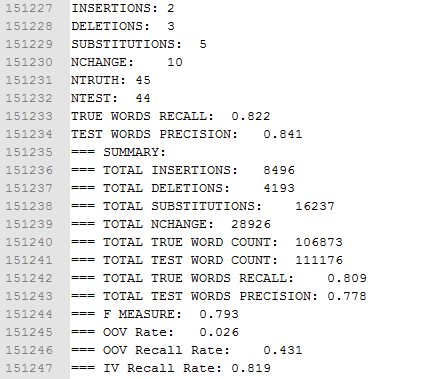 151227 INSERTIONS: 2
151228 DELETIONS: 3
151229 SUBSTITUTIONS: 5
151230 NCHANGE: 10
151231 NTRUTH: 45
151232 NTEST: 44
151233 TRUE WORDS RECALL: 0.822
151234 TEST WORDS PRECISION: 0.841
151235 === SUMMARY:
151236 === TOTAL INSERTIONS: 8496
151237 === TOTAL DELETIONS: 4193
151238 === TOTAL SUBSTITUTIONS: 16237
151239 === TOTAL NCHANGE: 28926
151240 === TOTAL TRUE WORD COUNT: 106873
151241 === TOTAL TEST WORD COUNT: 111176
151242 === TOTAL TRUE WORDS RECALL: 0.809
151243 === TOTAL TEST WORDS PRECISION: 0.778
151244 === F MEASURE: 0.793
151245 === OOV Rate: 0.026
151246 === OOV Recall Rate: 0.431
151247 === IV Recall Rate: 0.819